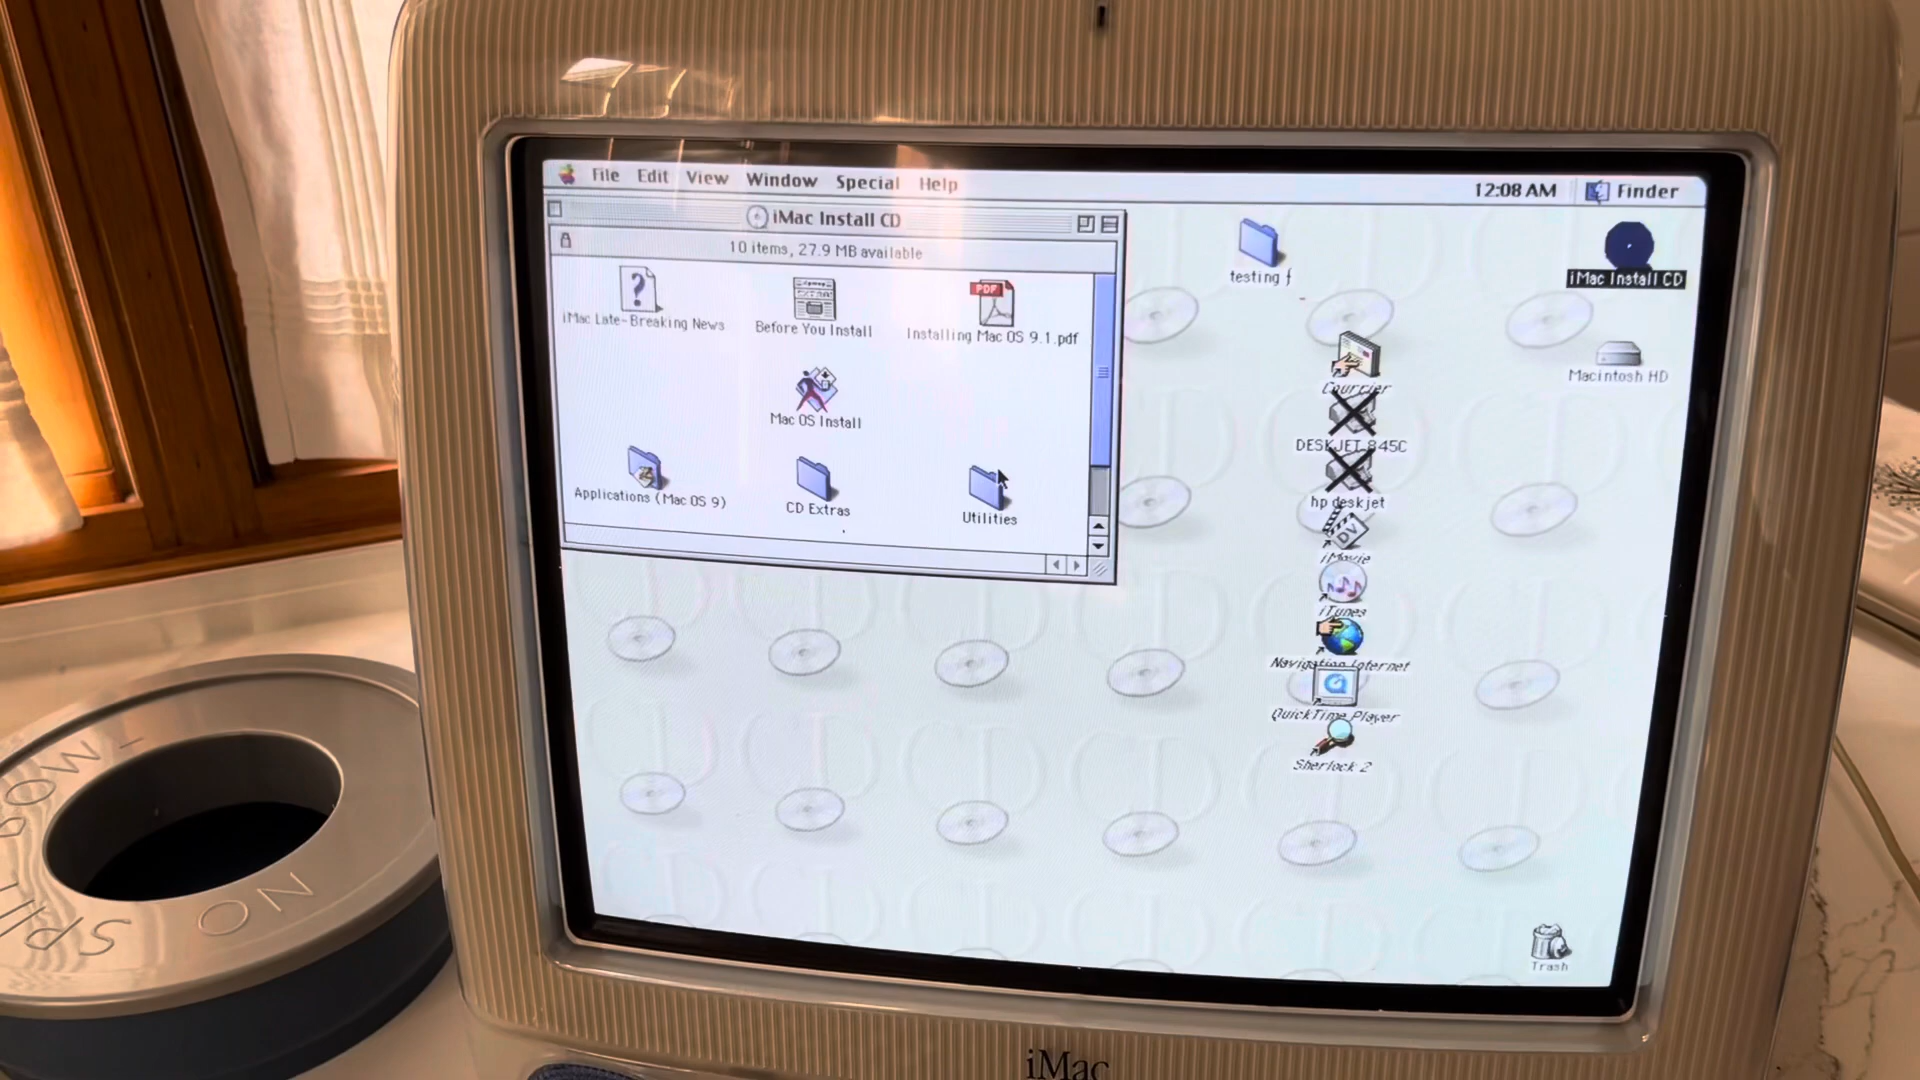 File Edit View Window Special Help 12:08 AM Finder
iMac Install CD
10 items, 27.9 MB available
?
iMac Late-Breaking News
Before You Install
PDF
Installing Mac OS 9.1.pdf
Mac OS Install
Applications (Mac OS 9)
CD Extras
Utilities
testing ƒ
iMac Install CD
Macintosh HD
Courrier
DESKJET 845C
hp deskjet
DV
iMovie
iTunes
Navigation Internet
QuickTime Player
Sherlock 2
Trash
iMac
NO SPILL